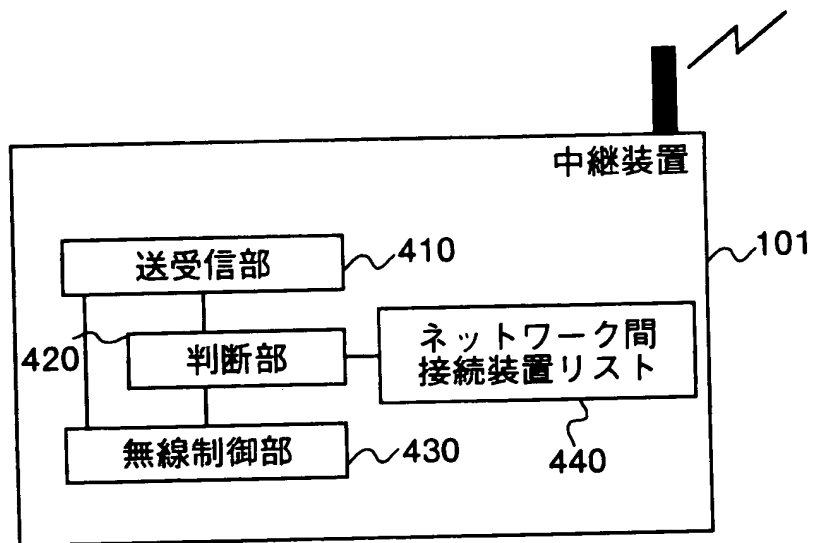 中継装置
101
送受信部
410
420
判断部
ネットワーク間
接続装置リスト
440
無線制御部
430